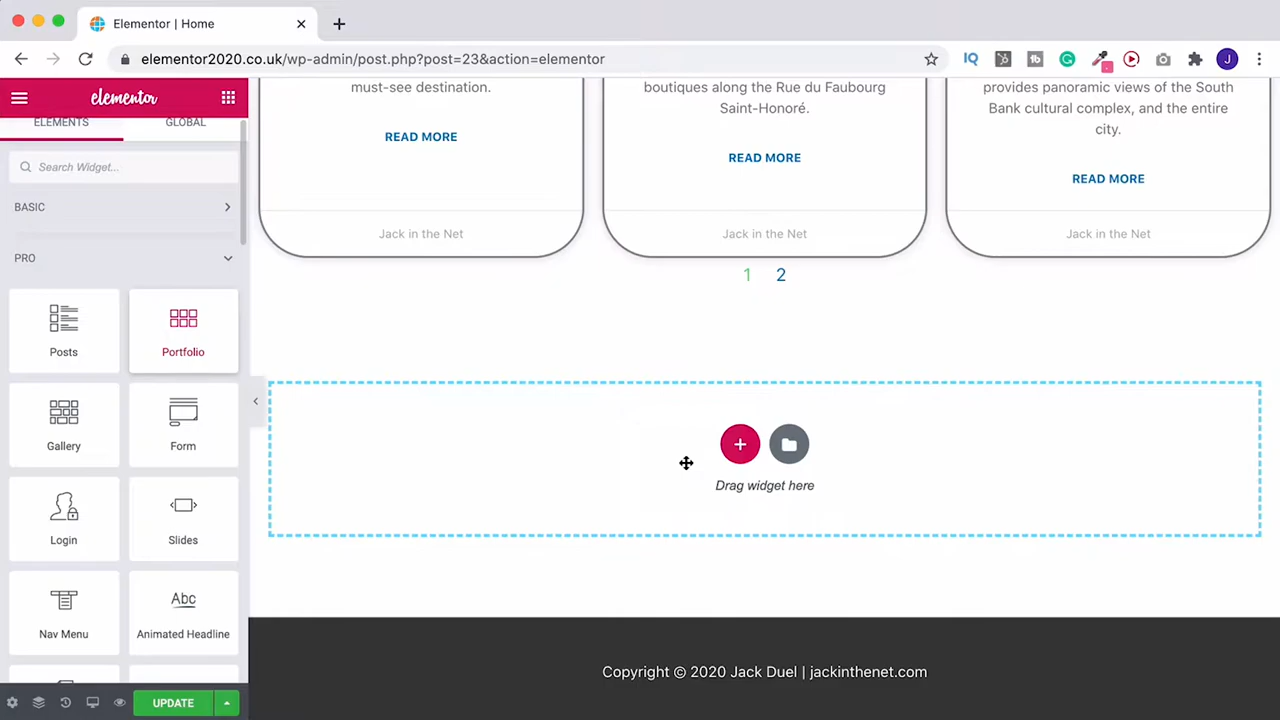 Elementor | Home
elementor2020.co.uk/wp-admin/post.php?post=23&action=elementor
IQ
tb
G
J
elementor
ELEMENTS
GLOBAL
Search Widget...
BASIC
PRO
Posts
Portfolio
Gallery
Form
Login
Slides
Nav Menu
Abc
Animated Headline
UPDATE
must-see destination.
READ MORE
Jack in the Net
boutiques along the Rue du Faubourg
Saint-Honoré.
READ MORE
Jack in the Net
provides panoramic views of the South
Bank cultural complex, and the entire
city.
READ MORE
Jack in the Net
1 2
Drag widget here
Copyright © 2020 Jack Duel | jackinthenet.com